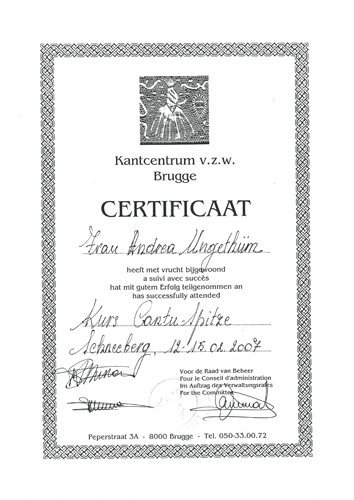 Kantcentrum v.z.w.
Brugge
CERTIFICAAT
Frau Andrea Ungethüm
heeft met vrucht bijgewoond
a suivi avec succès
hat mit gutem Erfolg teilgenommen an
has successfully attended
Kurs Cantu-Spitze
Schneeberg, 12-15.02.2007
Voor de Raad van Beheer
Pour le Conseil d'administration
Im Auftrag des Verwaltungsrates
For the Committee
Peperstraat 3A - 8000 Brugge - Tel. 050-33.00.72